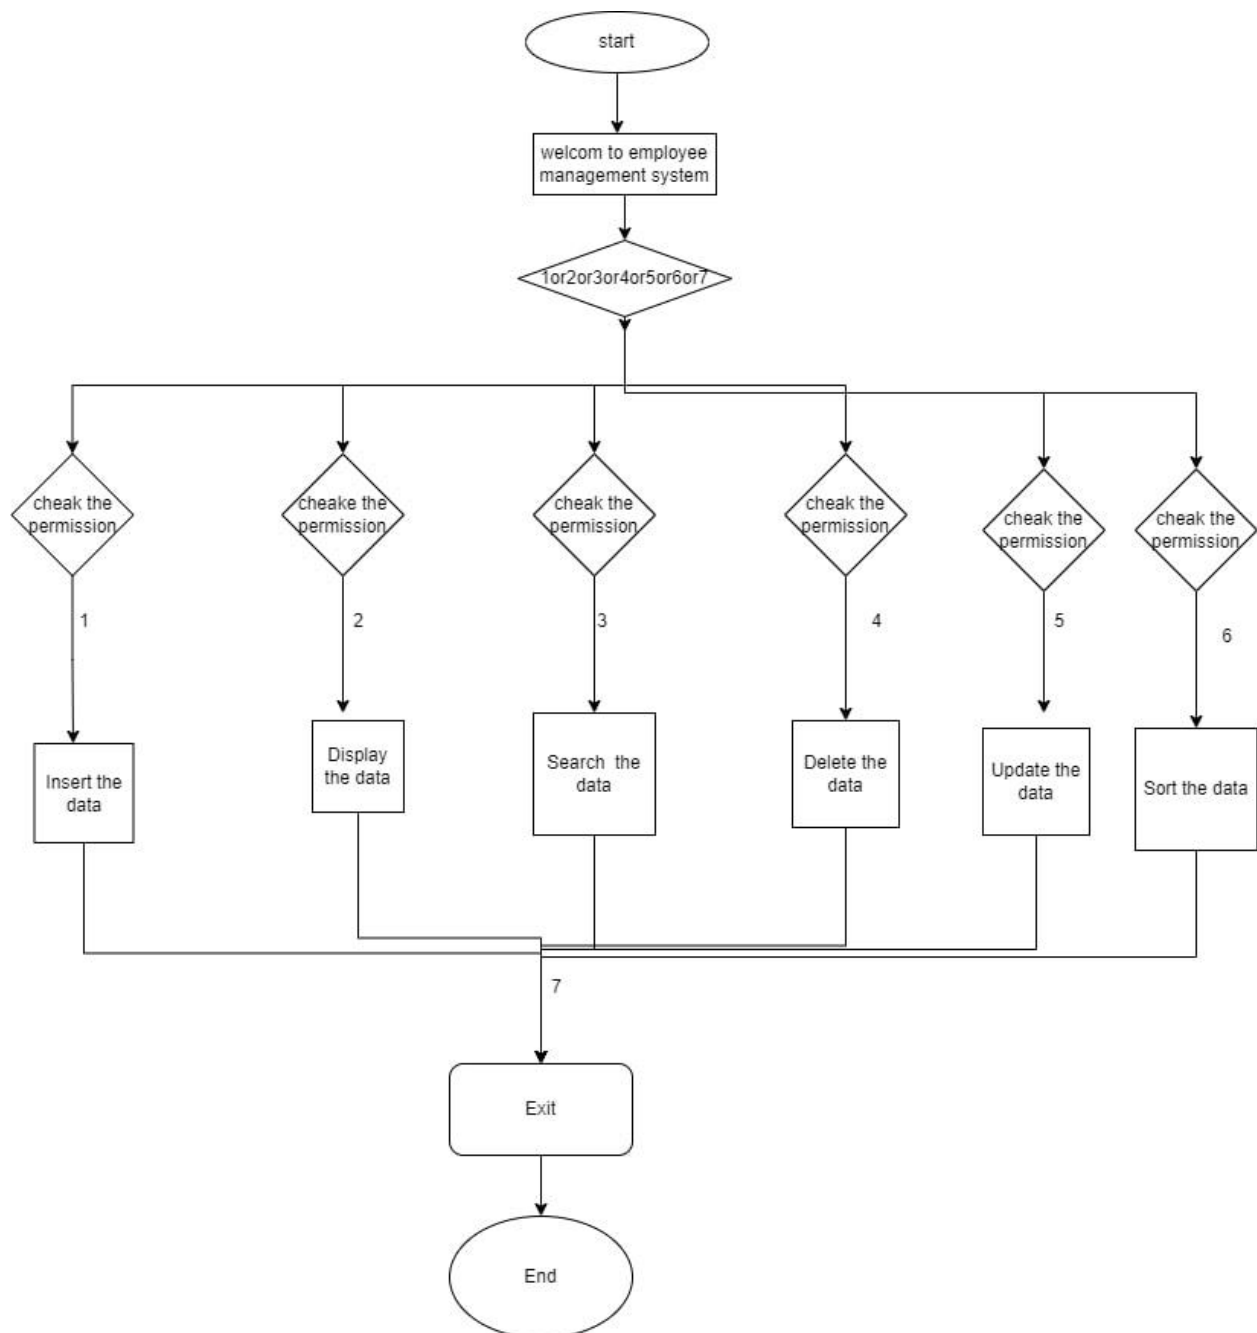 start
welcom to employee
management system
1or2or3or4or5or6or7
cheak the
permission
cheake the
permission
cheak the
permission
cheak the
permission
cheak the
permission
cheak the
permission
1
2
3
4
5
6
Insert the
data
Display
the data
Search  the
data
Delete the
data
Update the
data
Sort the data
7
Exit
End